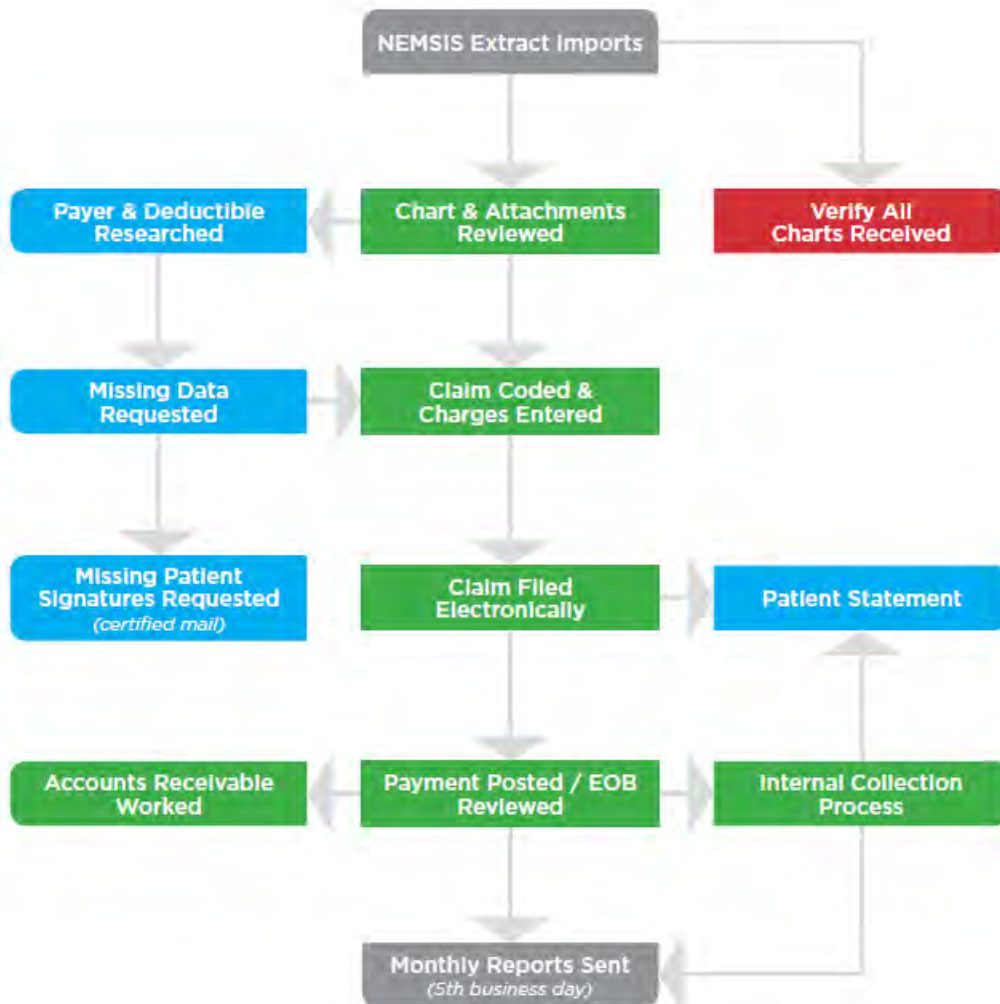 NEMSIS Extract Imports
Payer & Deductible
Researched
Chart & Attachments
Reviewed
Verify All
Charts Received
Missing Data
Requested
Claim Coded &
Charges Entered
Missing Patient
Signatures Requested
(certified mail)
Claim Filed
Electronically
Patient Statement
Accounts Receivable
Worked
Payment Posted / EOB
Reviewed
Internal Collection
Process
Monthly Reports Sent
(5th business day)